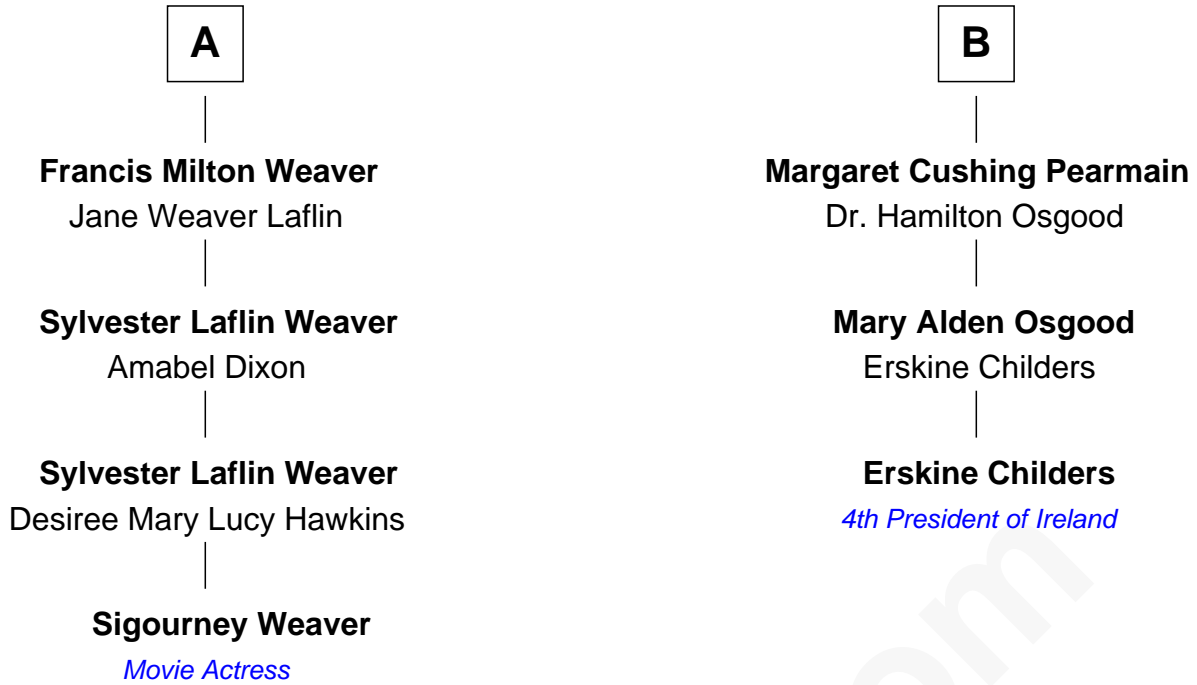 A
Francis Milton Weaver
Jane Weaver Laflin
Sylvester Laflin Weaver
Amabel Dixon
Sylvester Laflin Weaver
Desiree Mary Lucy Hawkins
Sigourney Weaver
Movie Actress
B
Margaret Cushing Pearmain
Dr. Hamilton Osgood
Mary Alden Osgood
Erskine Childers
Erskine Childers
4th President of Ireland
om